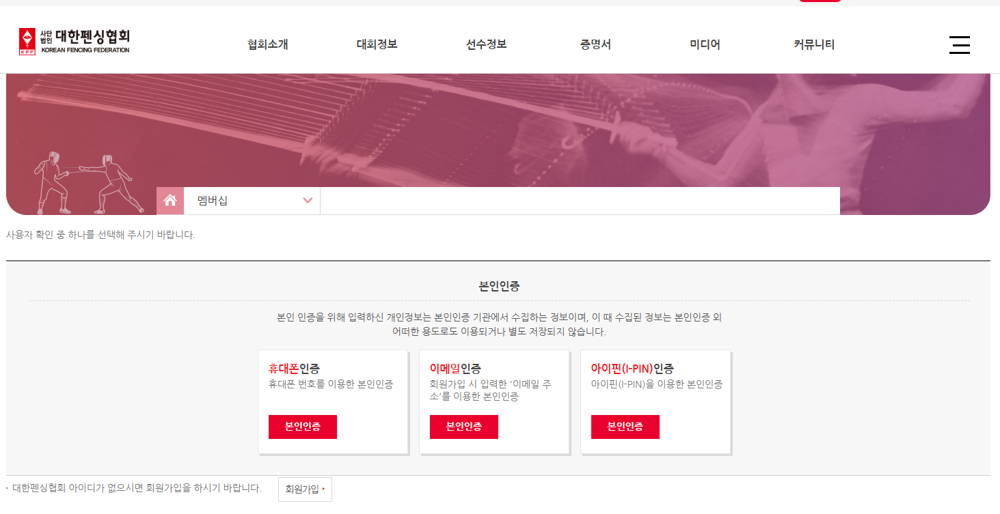 사단
법인 대한펜싱협회
KFF KOREAN FENCING FEDERATION
협회소개 대회정보 선수정보 증명서 미디어 커뮤니티
멤버십
사용자 확인 중 하나를 선택해 주시기 바랍니다.
본인인증
본인 인증을 위해 입력하신 개인정보는 본인인증 기관에서 수집하는 정보이며, 이 때 수집된 정보는 본인인증 외
어떠한 용도로도 이용되거나 별도 저장되지 않습니다.
휴대폰인증
휴대폰 번호를 이용한 본인인증
본인인증
이메일인증
회원가입 시 입력한 '이메일 주
소'를 이용한 본인인증
본인인증
아이핀(I-PIN)인증
아이핀(I-PIN)을 이용한 본인인증
본인인증
· 대한펜싱협회 아이디가 없으시면 회원가입을 하시기 바랍니다. 회원가입